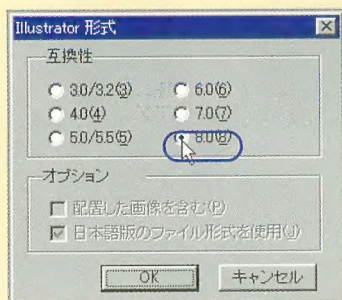 Illustrator 形式
互換性
3.0/3.2(3) 6.0(6)
4.0(4) 7.0(7)
5.0/5.5(5) 8.0(8)
オプション
配置した画像を含む(P)
日本語版のファイル形式を使用(J)
OK キャンセル